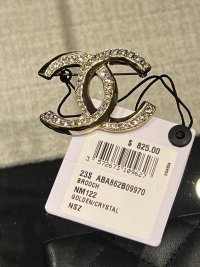 $ 825.00
23S ABA862B09970
BROOCH
NM122
GOLDEN/CRYSTAL
NSZ